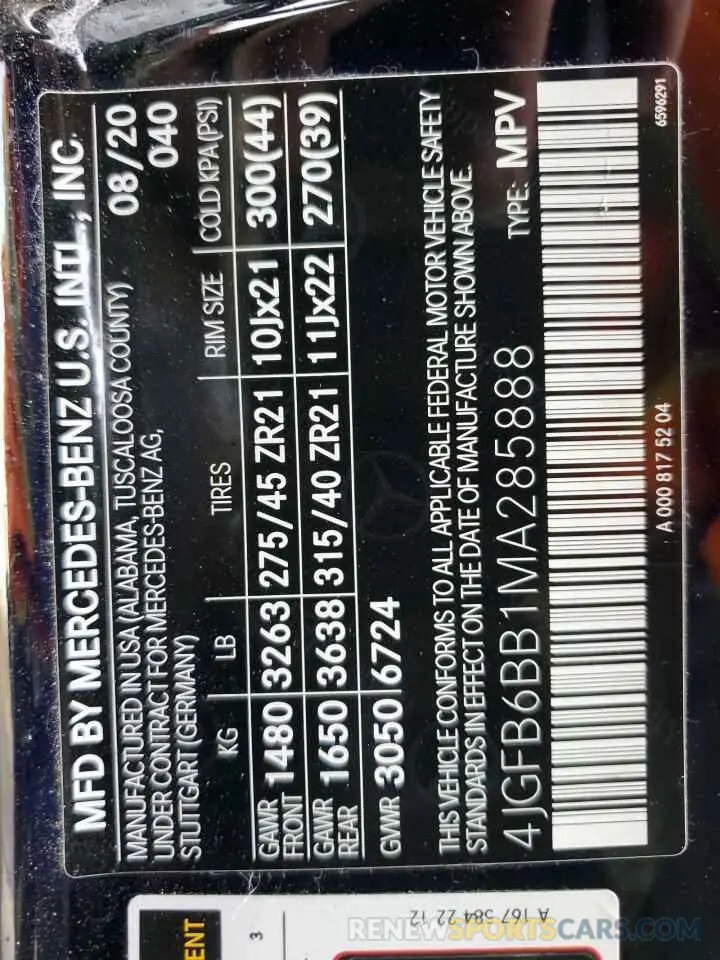 MFD BY MERCEDES-BENZ U.S. INTL., INC.
MANUFACTURED IN USA (ALABAMA, TUSCALOOSA COUNTY) 08/20
UNDER CONTRACT FOR MERCEDES-BENZ AG, 040
STUTTGART (GERMANY)
KG LB TIRES RIM SIZE COLD KPA (PSI)
GAWR FRONT 1480 3263 275/45 ZR21 10Jx21 300(44)
GAWR REAR 1650 3638 315/40 ZR21 11Jx22 270(39)
GVWR 3050 6724
THIS VEHICLE CONFORMS TO ALL APPLICABLE FEDERAL MOTOR VEHICLE SAFETY
STANDARDS IN EFFECT ON THE DATE OF MANUFACTURE SHOWN ABOVE.
4JGFB6BB1MA285888 TYPE: MPV
A 000 817 52 04 6596291
ENT
3
A 167 584 22 12
RENEWSPORTSCARS.COM